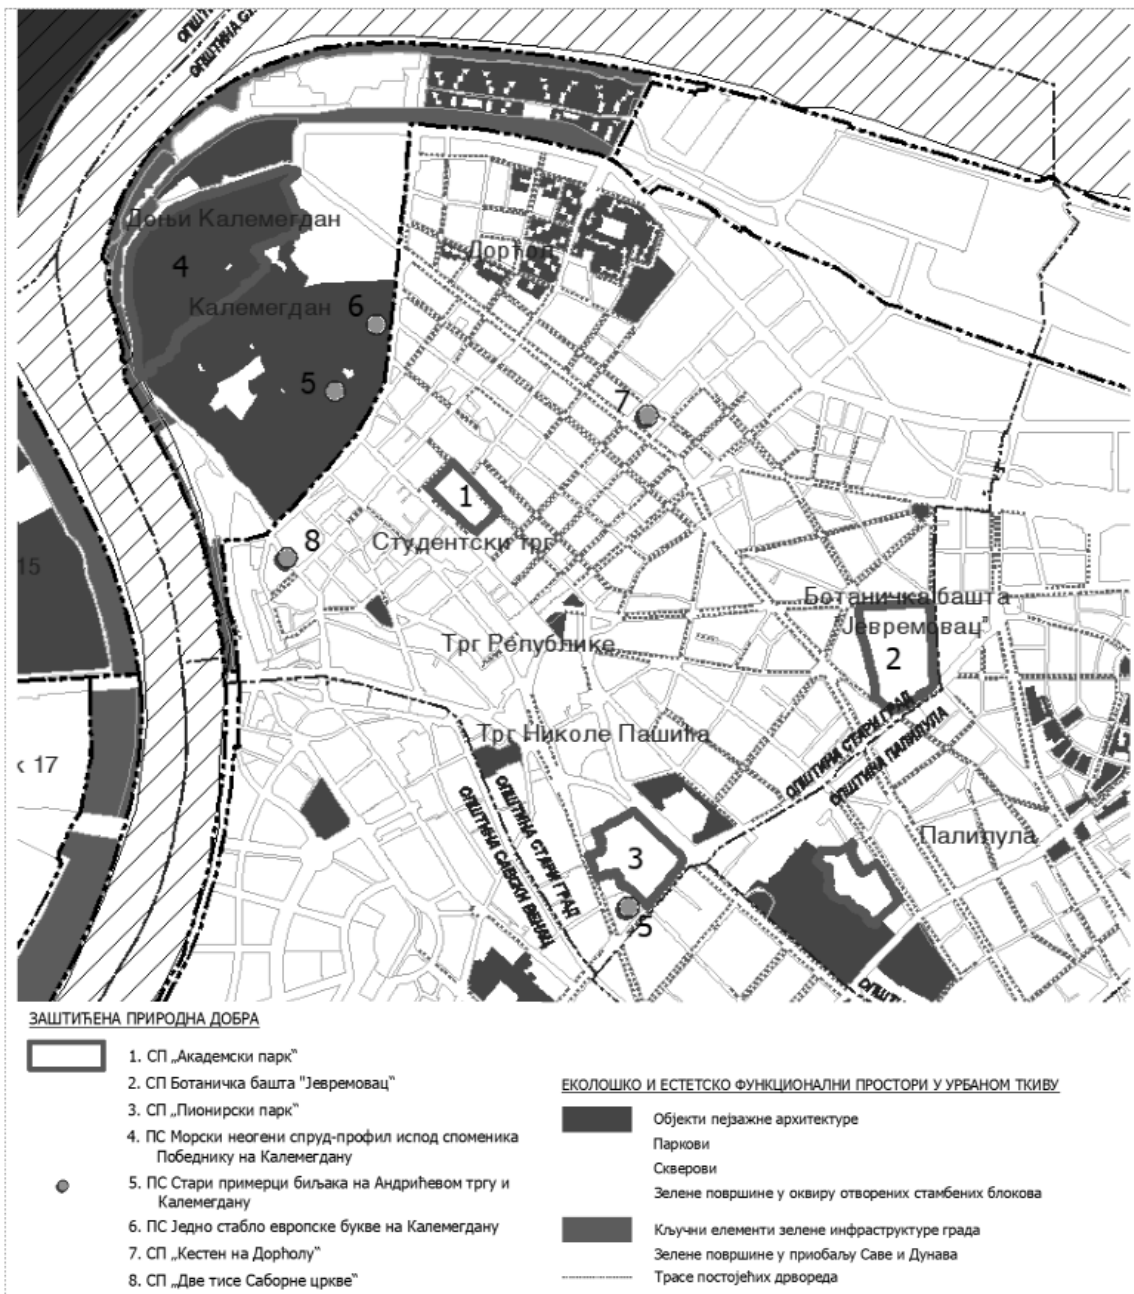 ОПШТИНА СТ
Доњи Калемегдан
4
Дорћол
Калемегдан
6
5
7
1
8
Студентски трг
15
Ботаничка башта
Јевремовац"
2
Трг Републике
Трг Николе Пашића
ОПШТИНА СТАРИ ГРАД
ОПШТИНА ПАЛИЛУЛА
к 17
ОПШТИНА СТАРИ ГРАД
ОПШТИНА САВСКИ ВЕНАЦ
Палилула
3
5
ЗАШТИЋЕНА ПРИРОДНА ДОБРА
1. СП „Академски парк“
2. СП Ботаничка башта "Јевремовац“
3. СП „Пионирски парк“
4. ПС Морски неогени спруд-профил испод споменика
Победнику на Калемегдану
5. ПС Стари примерци биљака на Андрићевом тргу и
Калемегдану
6. ПС Једно стабло европске букве на Калемегдану
7. СП „Кестен на Дорћолу“
8. СП „Две тисе Саборне цркве“
ЕКОЛОШКО И ЕСТЕТСКО ФУНКЦИОНАЛНИ ПРОСТОРИ У УРБАНОМ ТКИВУ
Објекти пејзажне архитектуре
Паркови
Скверови
Зелене површине у оквиру отворених стамбених блокова
Кључни елементи зелене инфраструктуре града
Зелене површине у приобаљу Саве и Дунава
Трасе постојећих дрвореда